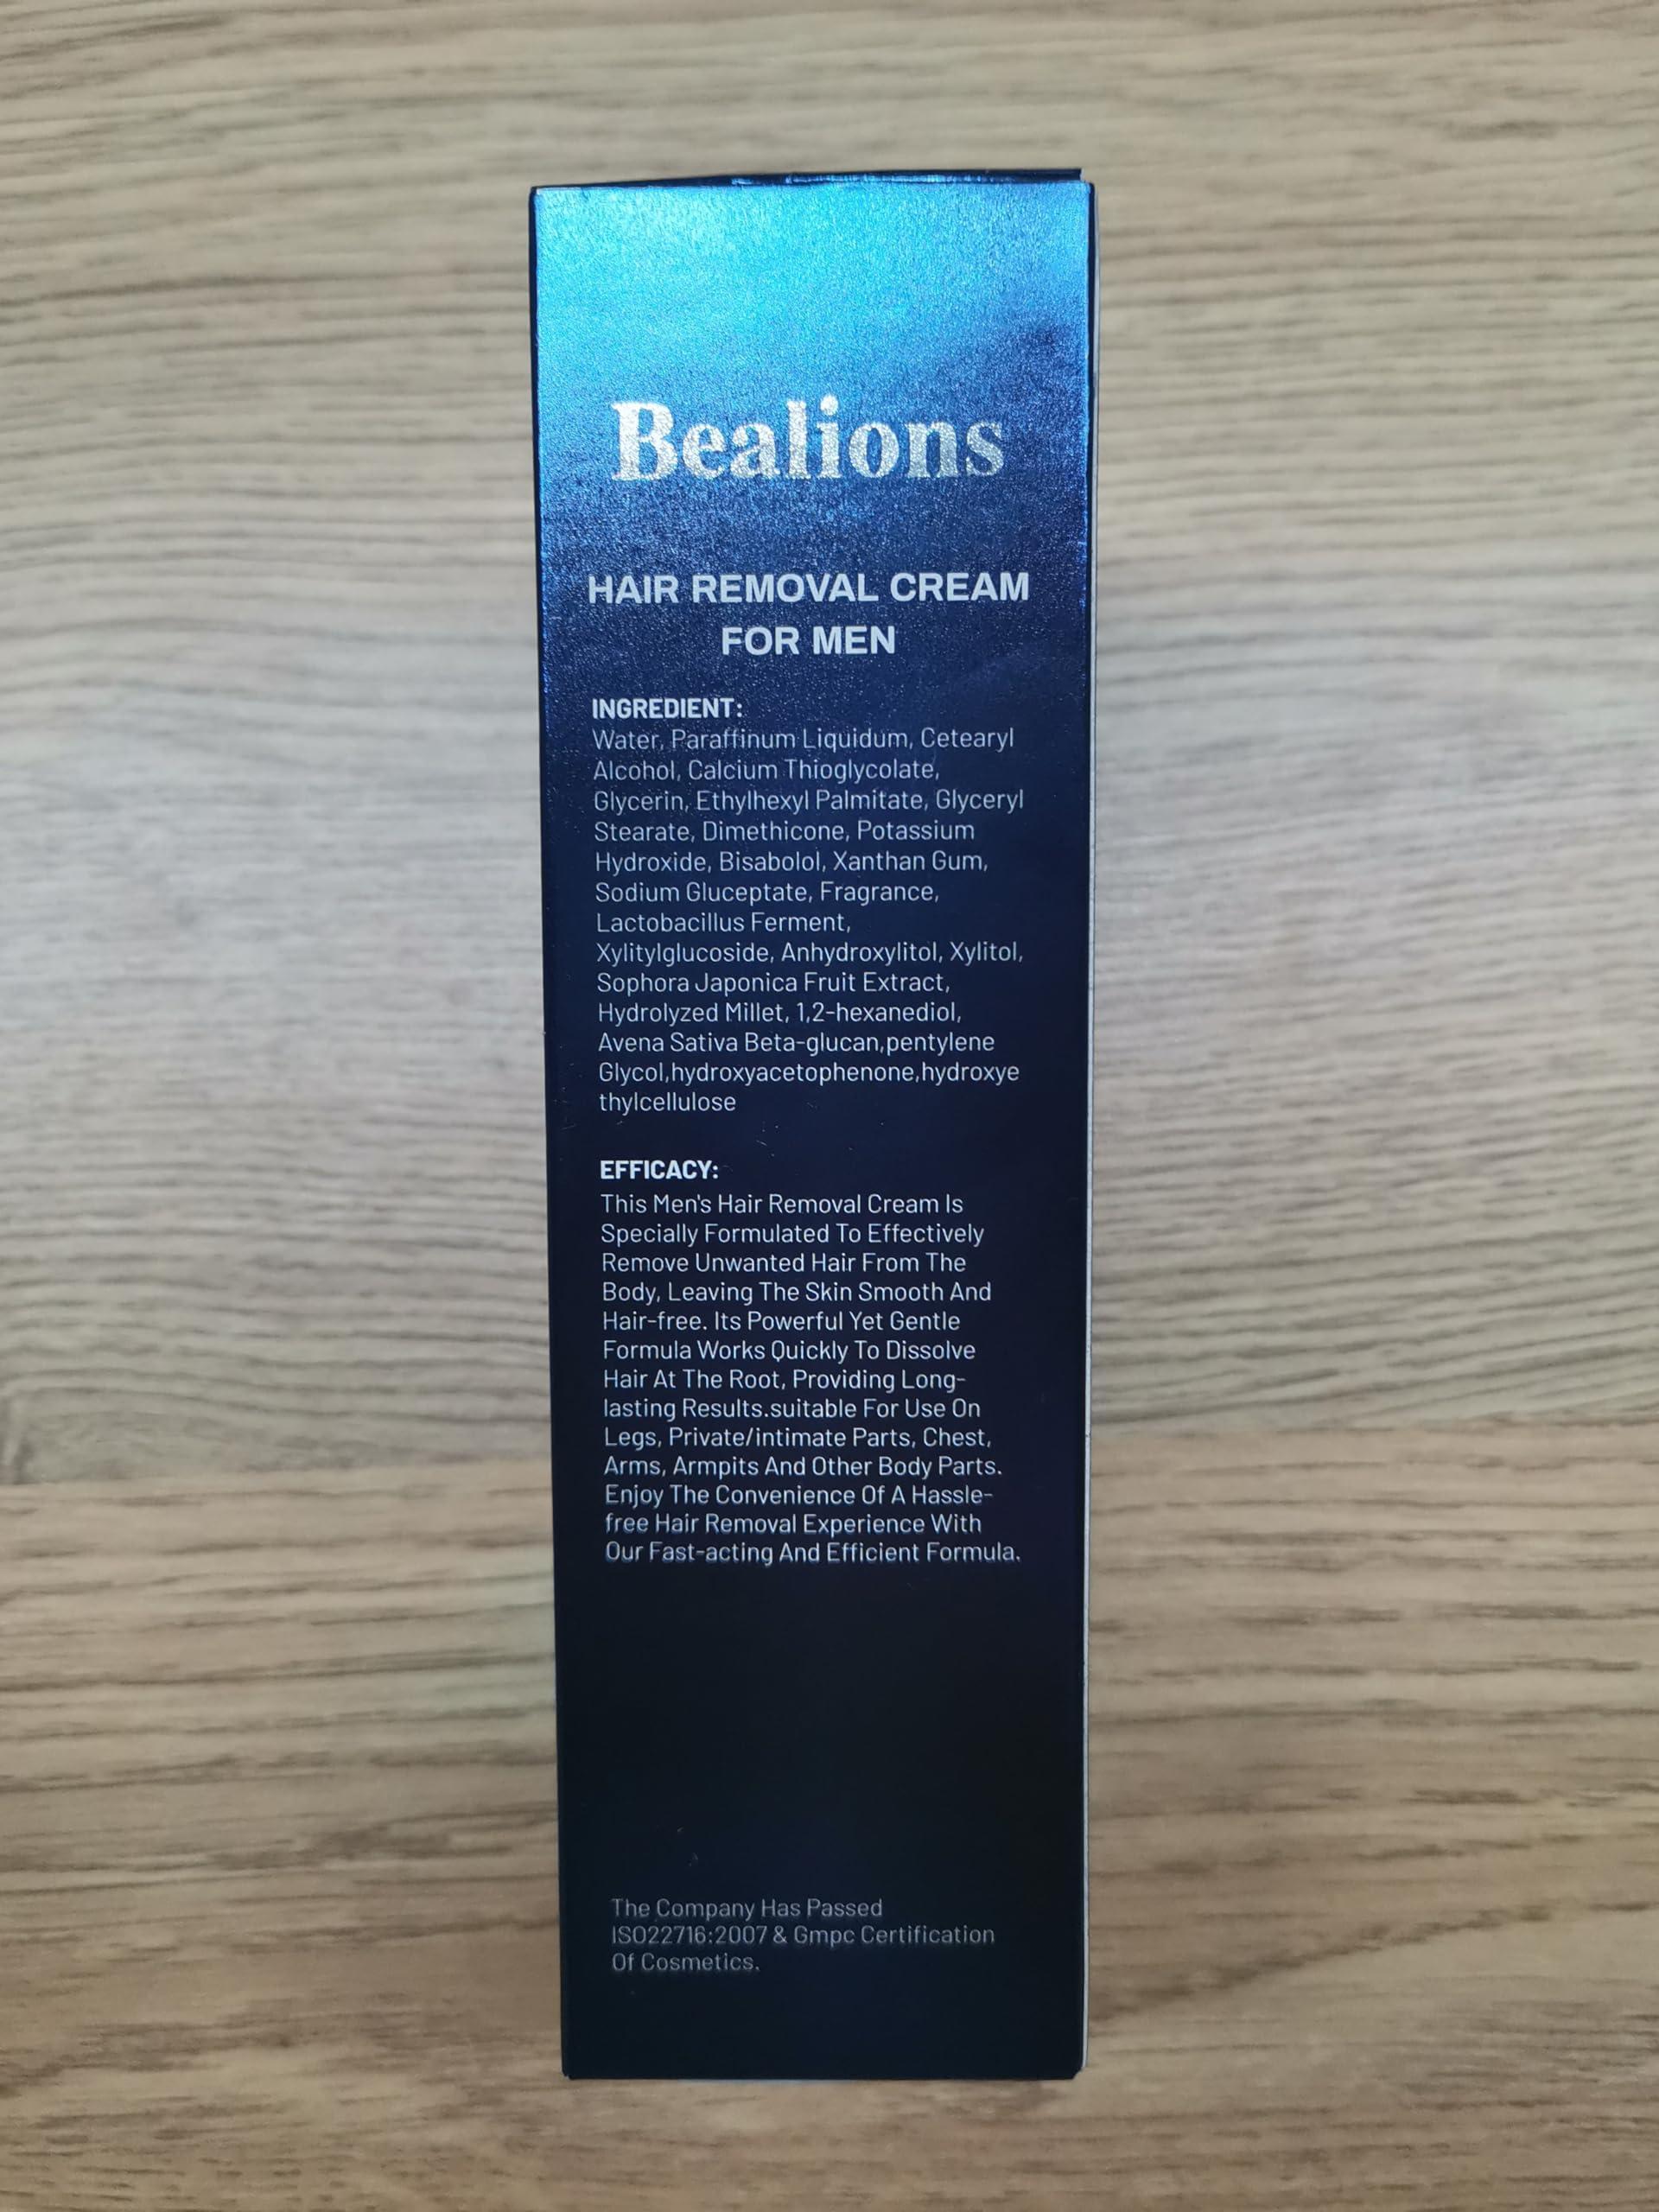 Bealions
HAIR REMOVAL CREAM
FOR MEN
INGREDIENT:
Water, Paraffinum Liquidum, Cetearyl
Alcohol, Calcium Thioglycolate,
Glycerin, Ethylhexyl Palmitate, Glyceryl
Stearate, Dimethicone, Potassium
Hydroxide, Bisabolol, Xanthan Gum,
Sodium Gluceptate, Fragrance,
Lactobacillus Ferment,
Xylitylglucoside, Anhydroxylitol, Xylitol,
Sophora Japonica Fruit Extract,
Hydrolyzed Millet, 1,2-hexanediol,
Avena Sativa Beta-glucan,pentylene
Glycol,hydroxyacetophenone,hydroxye
thylcellulose
EFFICACY:
This Men's Hair Removal Cream Is
Specially Formulated To Effectively
Remove Unwanted Hair From The
Body, Leaving The Skin Smooth And
Hair-free. Its Powerful Yet Gentle
Formula Works Quickly To Dissolve
Hair At The Root, Providing Long-
lasting Results.suitable For Use On
Legs, Private/intimate Parts, Chest,
Arms, Armpits And Other Body Parts.
Enjoy The Convenience Of A Hassle-
free Hair Removal Experience With
Our Fast-acting And Efficient Formula.
The Company Has Passed
ISO22716:2007 & Gmpc Certification
Of Cosmetics.